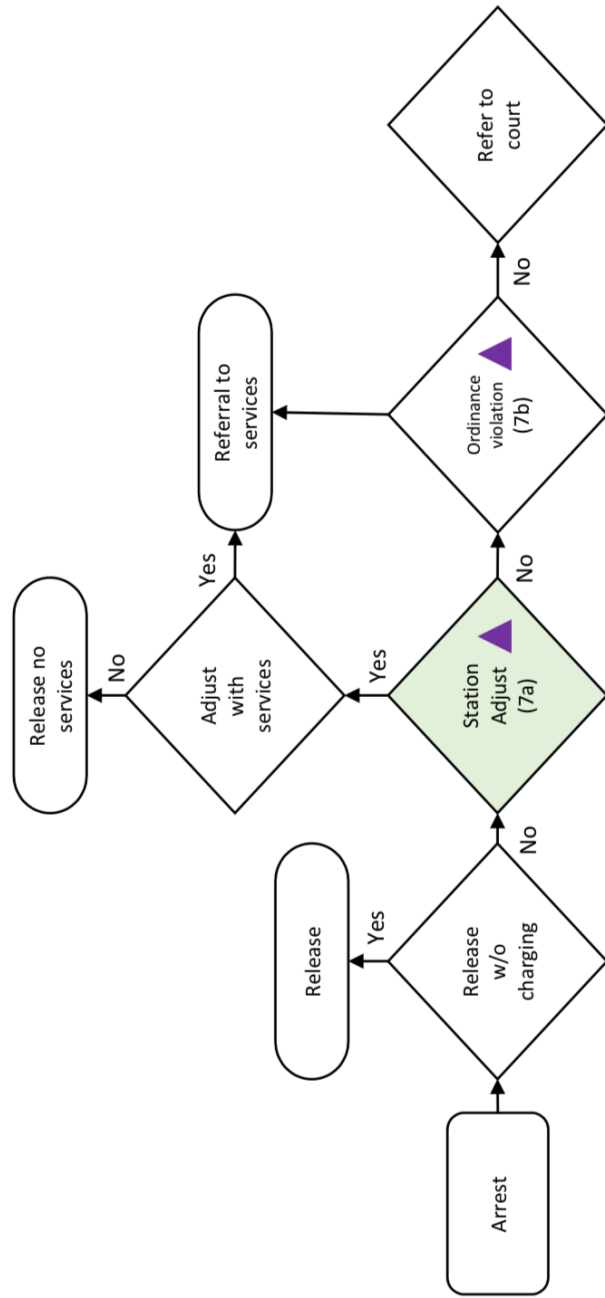 Arrest
Release
w/o
charging
Yes
Release
No
Station
Adjust
(7a)
Yes
Adjust
with
services
No
Release no
services
Yes
Referral to
services
No
Ordinance
violation
(7b)
No
Refer to
court